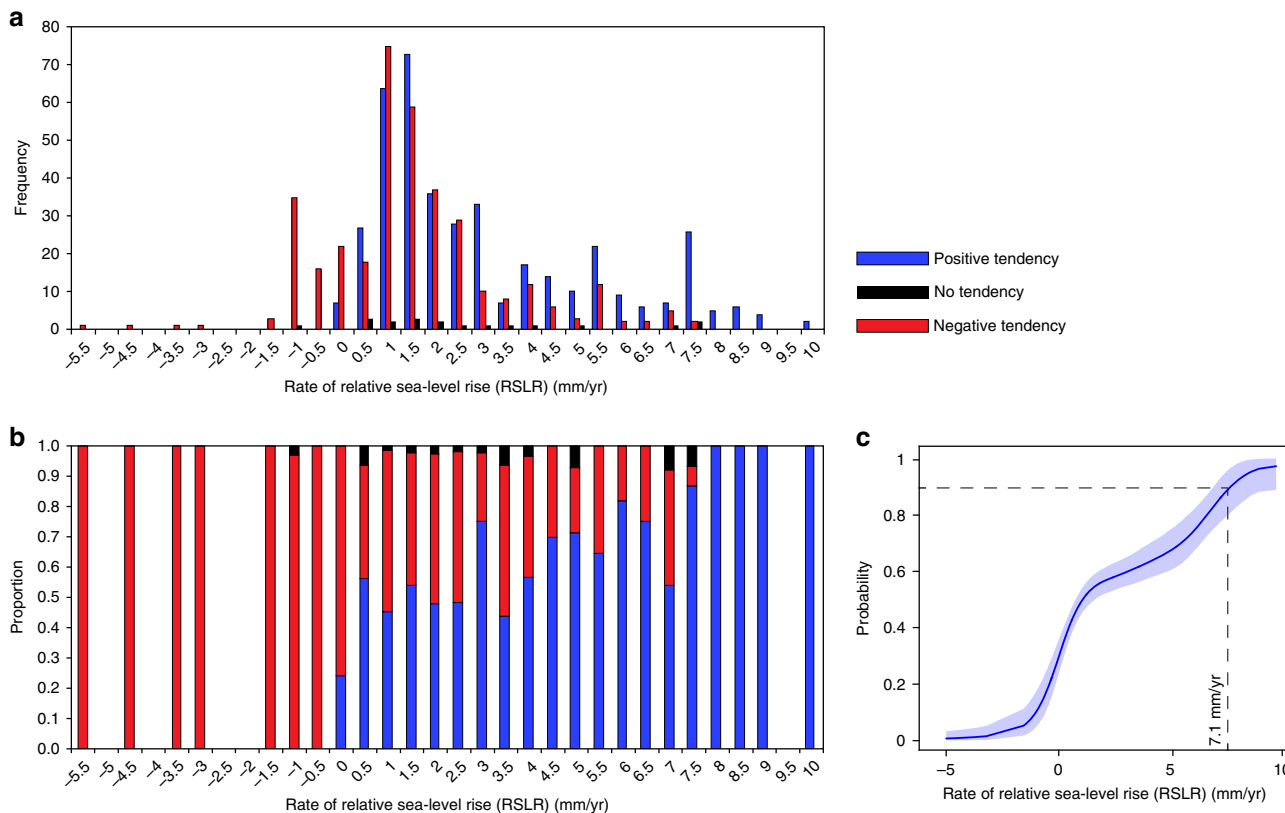 a
80
70
60
50
40
30
20
10
0
Frequency
−5.5 −5 −4.5 −4 −3.5 −3 −2.5 −2 −1.5 −1 −0.5 0 0.5 1 1.5 2 2.5 3 3.5 4 4.5 5 5.5 6 6.5 7 7.5 8 8.5 9 9.5 10
Rate of relative sea-level rise (RSLR) (mm/yr)
Positive tendency
No tendency
Negative tendency
b
1.0
0.9
0.8
0.7
0.6
0.5
0.4
0.3
0.2
0.1
0.0
Proportion
−5.5 −5 −4.5 −4 −3.5 −3 −2.5 −2 −1.5 −1 −0.5 0 0.5 1 1.5 2 2.5 3 3.5 4 4.5 5 5.5 6 6.5 7 7.5 8 8.5 9 9.5 10
Rate of relative sea-level rise (RSLR) (mm/yr)
c
1
0.8
0.6
0.4
0.2
0
Probability
7.1 mm/yr
−5 0 5 10
Rate of relative sea-level rise (RSLR) (mm/yr)